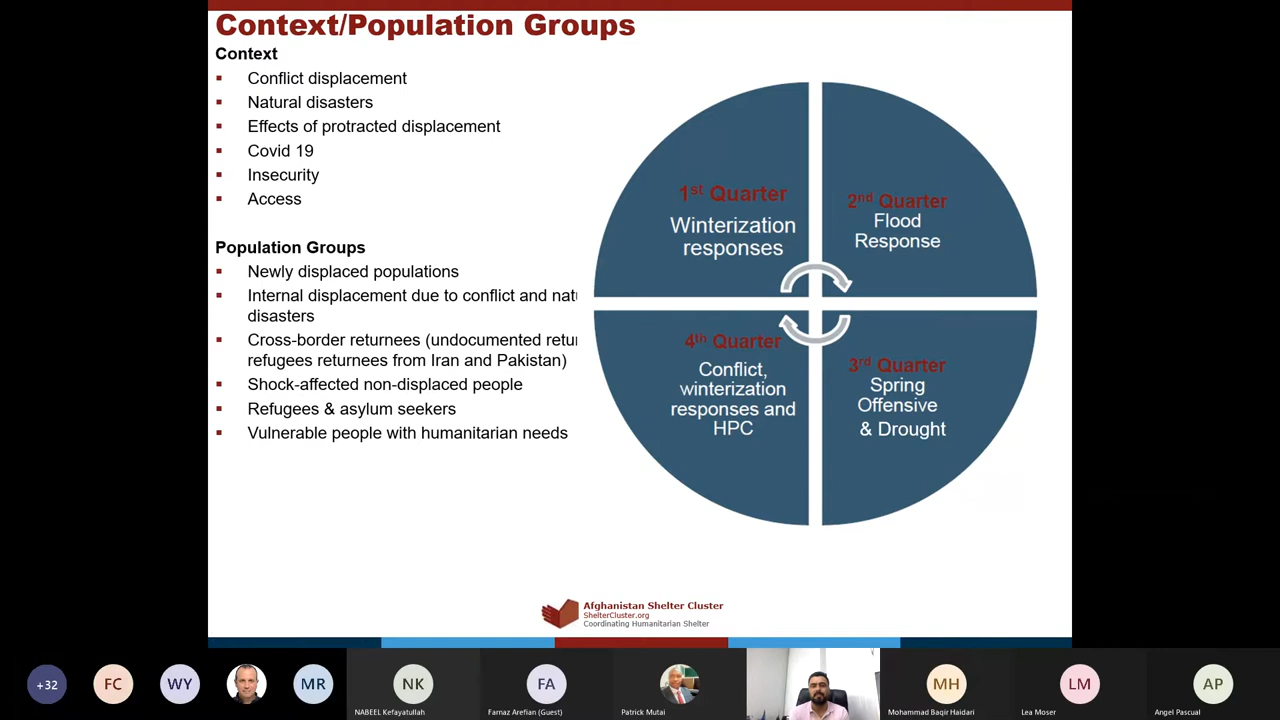 Context/Population Groups
Context
▪ Conflict displacement
▪ Natural disasters
▪ Effects of protracted displacement
▪ Covid 19
▪ Insecurity
▪ Access
Population Groups
▪ Newly displaced populations
▪ Internal displacement due to conflict and natu
disasters
▪ Cross-border returnees (undocumented retur
refugees returnees from Iran and Pakistan)
▪ Shock-affected non-displaced people
▪ Refugees & asylum seekers
▪ Vulnerable people with humanitarian needs
1st Quarter
Winterization
responses
2nd Quarter
Flood
Response
3rd Quarter
Spring
Offensive
& Drought
4th Quarter
Conflict,
winterization
responses and
HPC
Afghanistan Shelter Cluster
ShelterCluster.org
Coordinating Humanitarian Shelter
+32
FC
WY
MR
NK
NABEEL Kefayatullah
FA
Farnaz Arefian (Guest)
Patrick Mutai
MH
Mohammad Baqir Haidari
LM
Lea Moser
AP
Angel Pascual